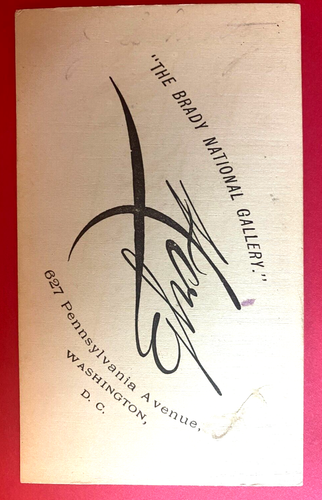 "THE BRADY NATIONAL GALLERY."
627 Pennsylvania Avenue,
WASHINGTON,
D. C.